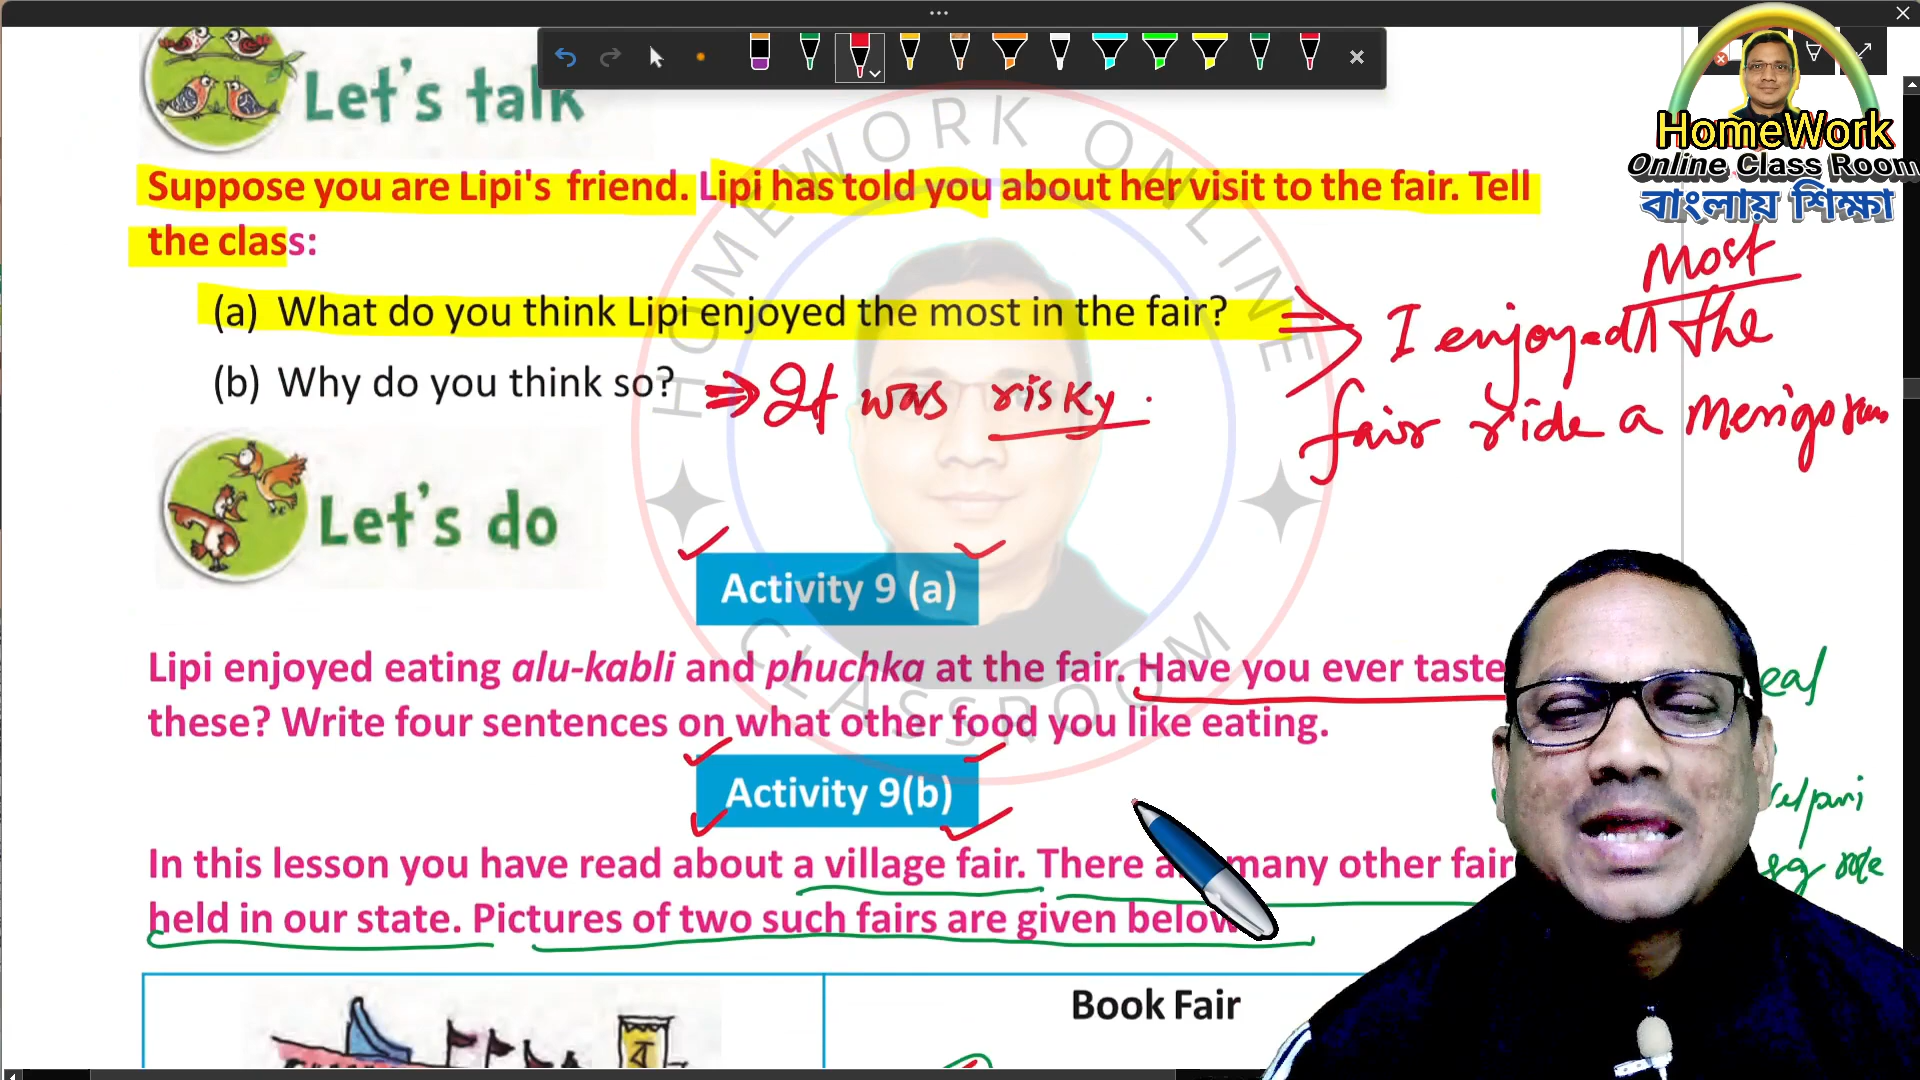 Let's talk
HomeWork
Online Class Room
বাংলায় শিক্ষা
Suppose you are Lipi's friend. Lipi has told you about her visit to the fair. Tell
the class:
Most
(a) What do you think Lipi enjoyed the most in the fair?
I enjoyed the
(b) Why do you think so?
It was risky.
fair ride a
HOMEWORK ONLINE
CLASSROOM
Let's do
Activity 9 (a)
Lipi enjoyed eating alu-kabli and phuchka at the fair. Have you ever taste
these? Write four sentences on what other food you like eating.
Activity 9(b)
In this lesson you have read about a village fair. There many other fair
held in our state. Pictures of two such fairs are given below
Book Fair